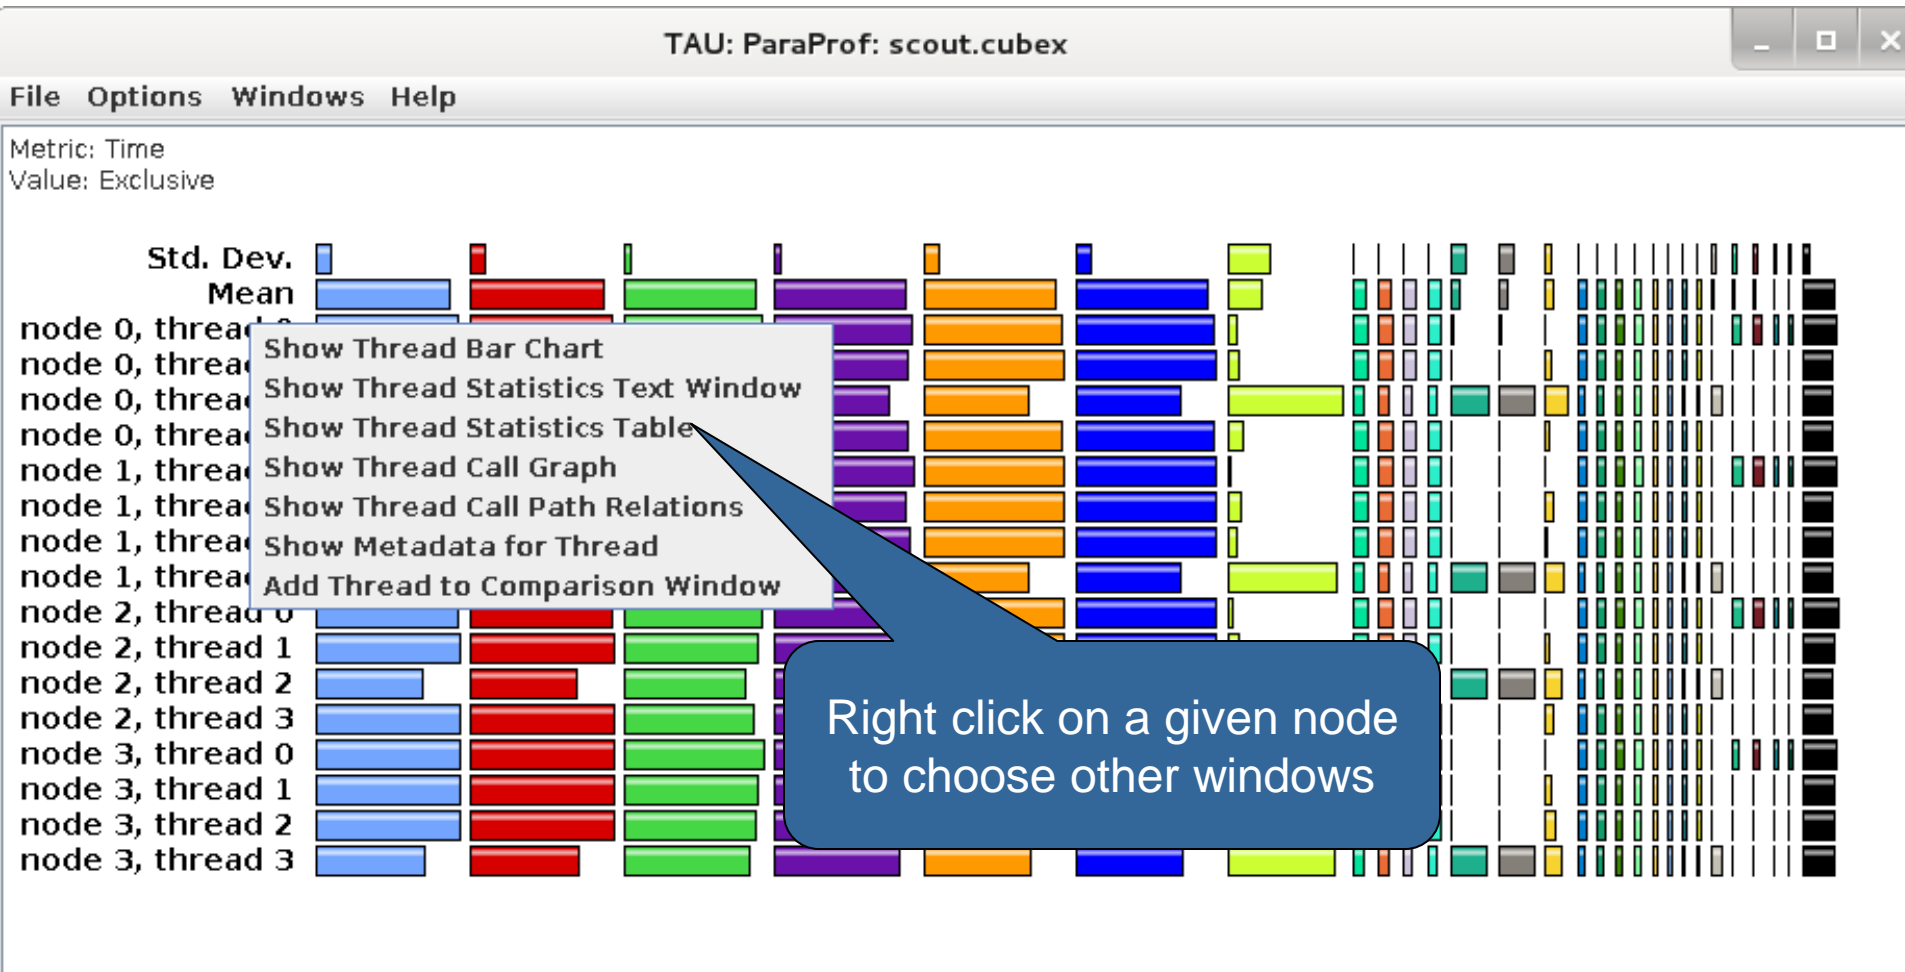 TAU: ParaProf: scout.cubex
File Options Windows Help
Metric: Time
Value: Exclusive
Std. Dev.
Mean
node 0, thread 0
node 0, threa
node 0, threa
node 0, threa
node 1, threa
node 1, threa
node 1, threa
node 1, threa
node 2, thread 0
node 2, thread 1
node 2, thread 2
node 2, thread 3
node 3, thread 0
node 3, thread 1
node 3, thread 2
node 3, thread 3
Show Thread Bar Chart
Show Thread Statistics Text Window
Show Thread Statistics Table
Show Thread Call Graph
Show Thread Call Path Relations
Show Metadata for Thread
Add Thread to Comparison Window
Right click on a given node
to choose other windows